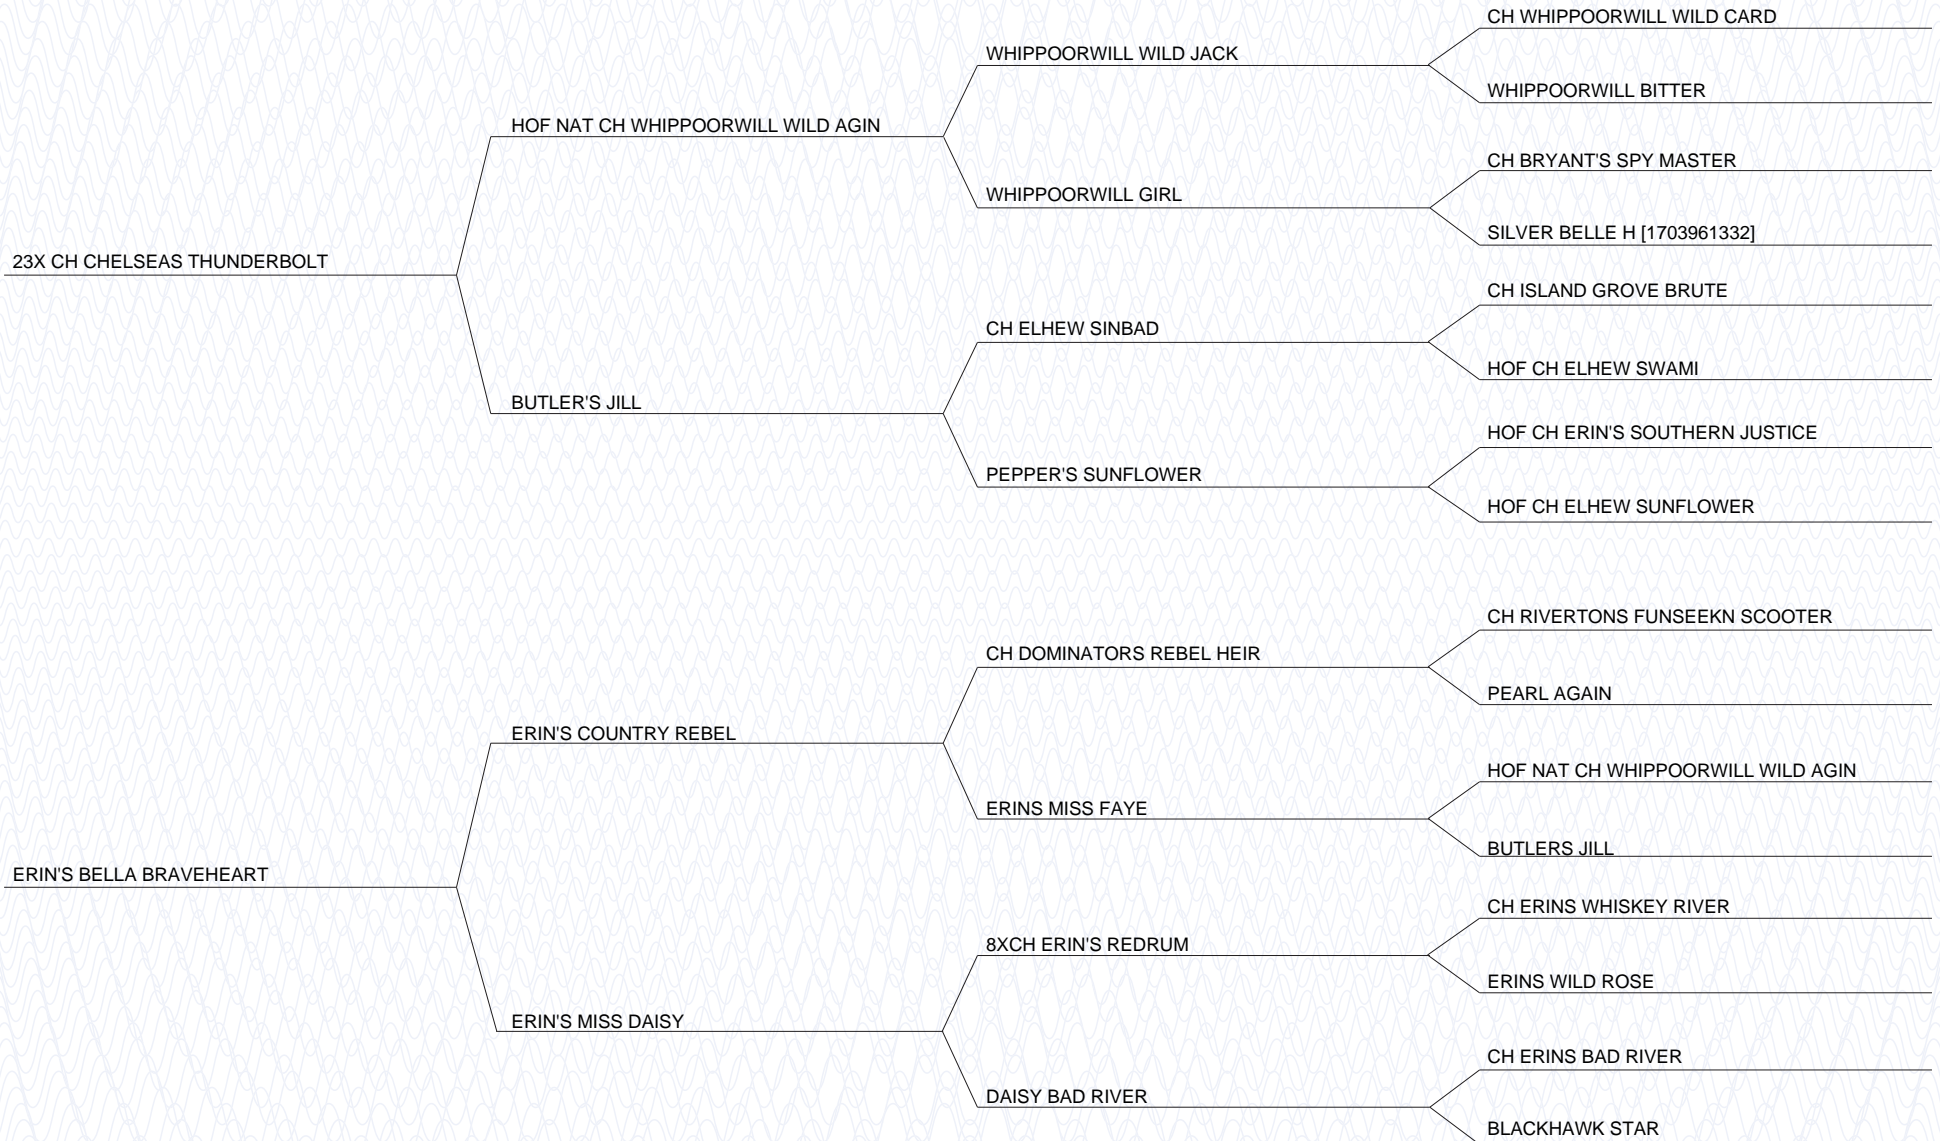 CH WHIPPOORWILL WILD CARD
WHIPPOORWILL WILD JACK
WHIPPOORWILL BITTER
HOF NAT CH WHIPPOORWILL WILD AGIN
CH BRYANT'S SPY MASTER
WHIPPOORWILL GIRL
SILVER BELLE H [1703961332]
23X CH CHELSEAS THUNDERBOLT
CH ISLAND GROVE BRUTE
CH ELHEW SINBAD
HOF CH ELHEW SWAMI
BUTLER'S JILL
HOF CH ERIN'S SOUTHERN JUSTICE
PEPPER'S SUNFLOWER
HOF CH ELHEW SUNFLOWER
CH RIVERTONS FUNSEEKN SCOOTER
CH DOMINATORS REBEL HEIR
PEARL AGAIN
ERIN'S COUNTRY REBEL
HOF NAT CH WHIPPOORWILL WILD AGIN
ERINS MISS FAYE
BUTLERS JILL
ERIN'S BELLA BRAVEHEART
CH ERINS WHISKEY RIVER
8XCH ERIN'S REDRUM
ERINS WILD ROSE
ERIN'S MISS DAISY
CH ERINS BAD RIVER
DAISY BAD RIVER
BLACKHAWK STAR